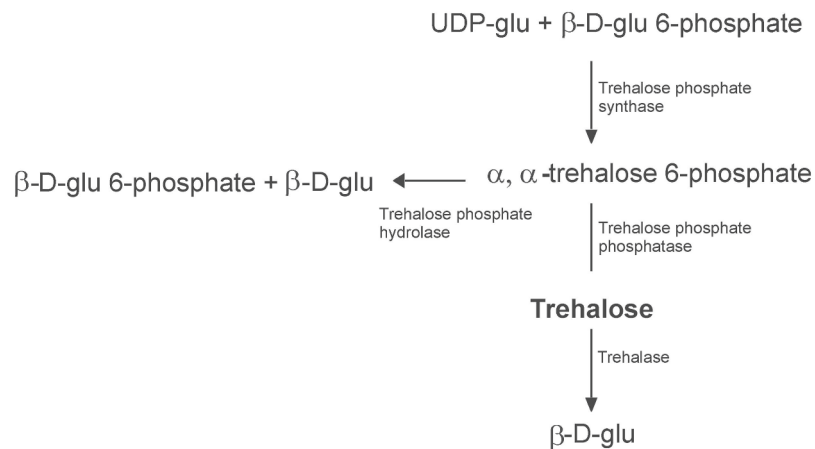 UDP-glu + β-D-glu 6-phosphate
Trehalose phosphate
synthase
α, α-trehalose 6-phosphate
β-D-glu 6-phosphate + β-D-glu
Trehalose phosphate
hydrolase
Trehalose phosphate
phosphatase
Trehalose
Trehalase
β-D-glu